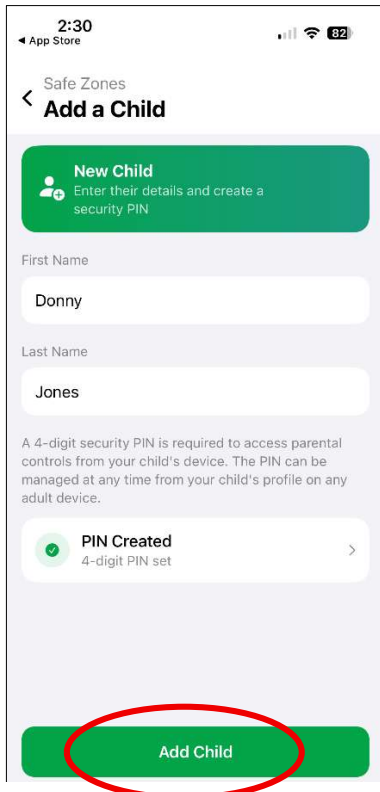 2:30
App Store
82
Safe Zones
Add a Child
New Child
Enter their details and create a
security PIN
First Name
Donny
Last Name
Jones
A 4-digit security PIN is required to access parental
controls from your child's device. The PIN can be
managed at any time from your child's profile on any
adult device.
PIN Created
4-digit PIN set
Add Child